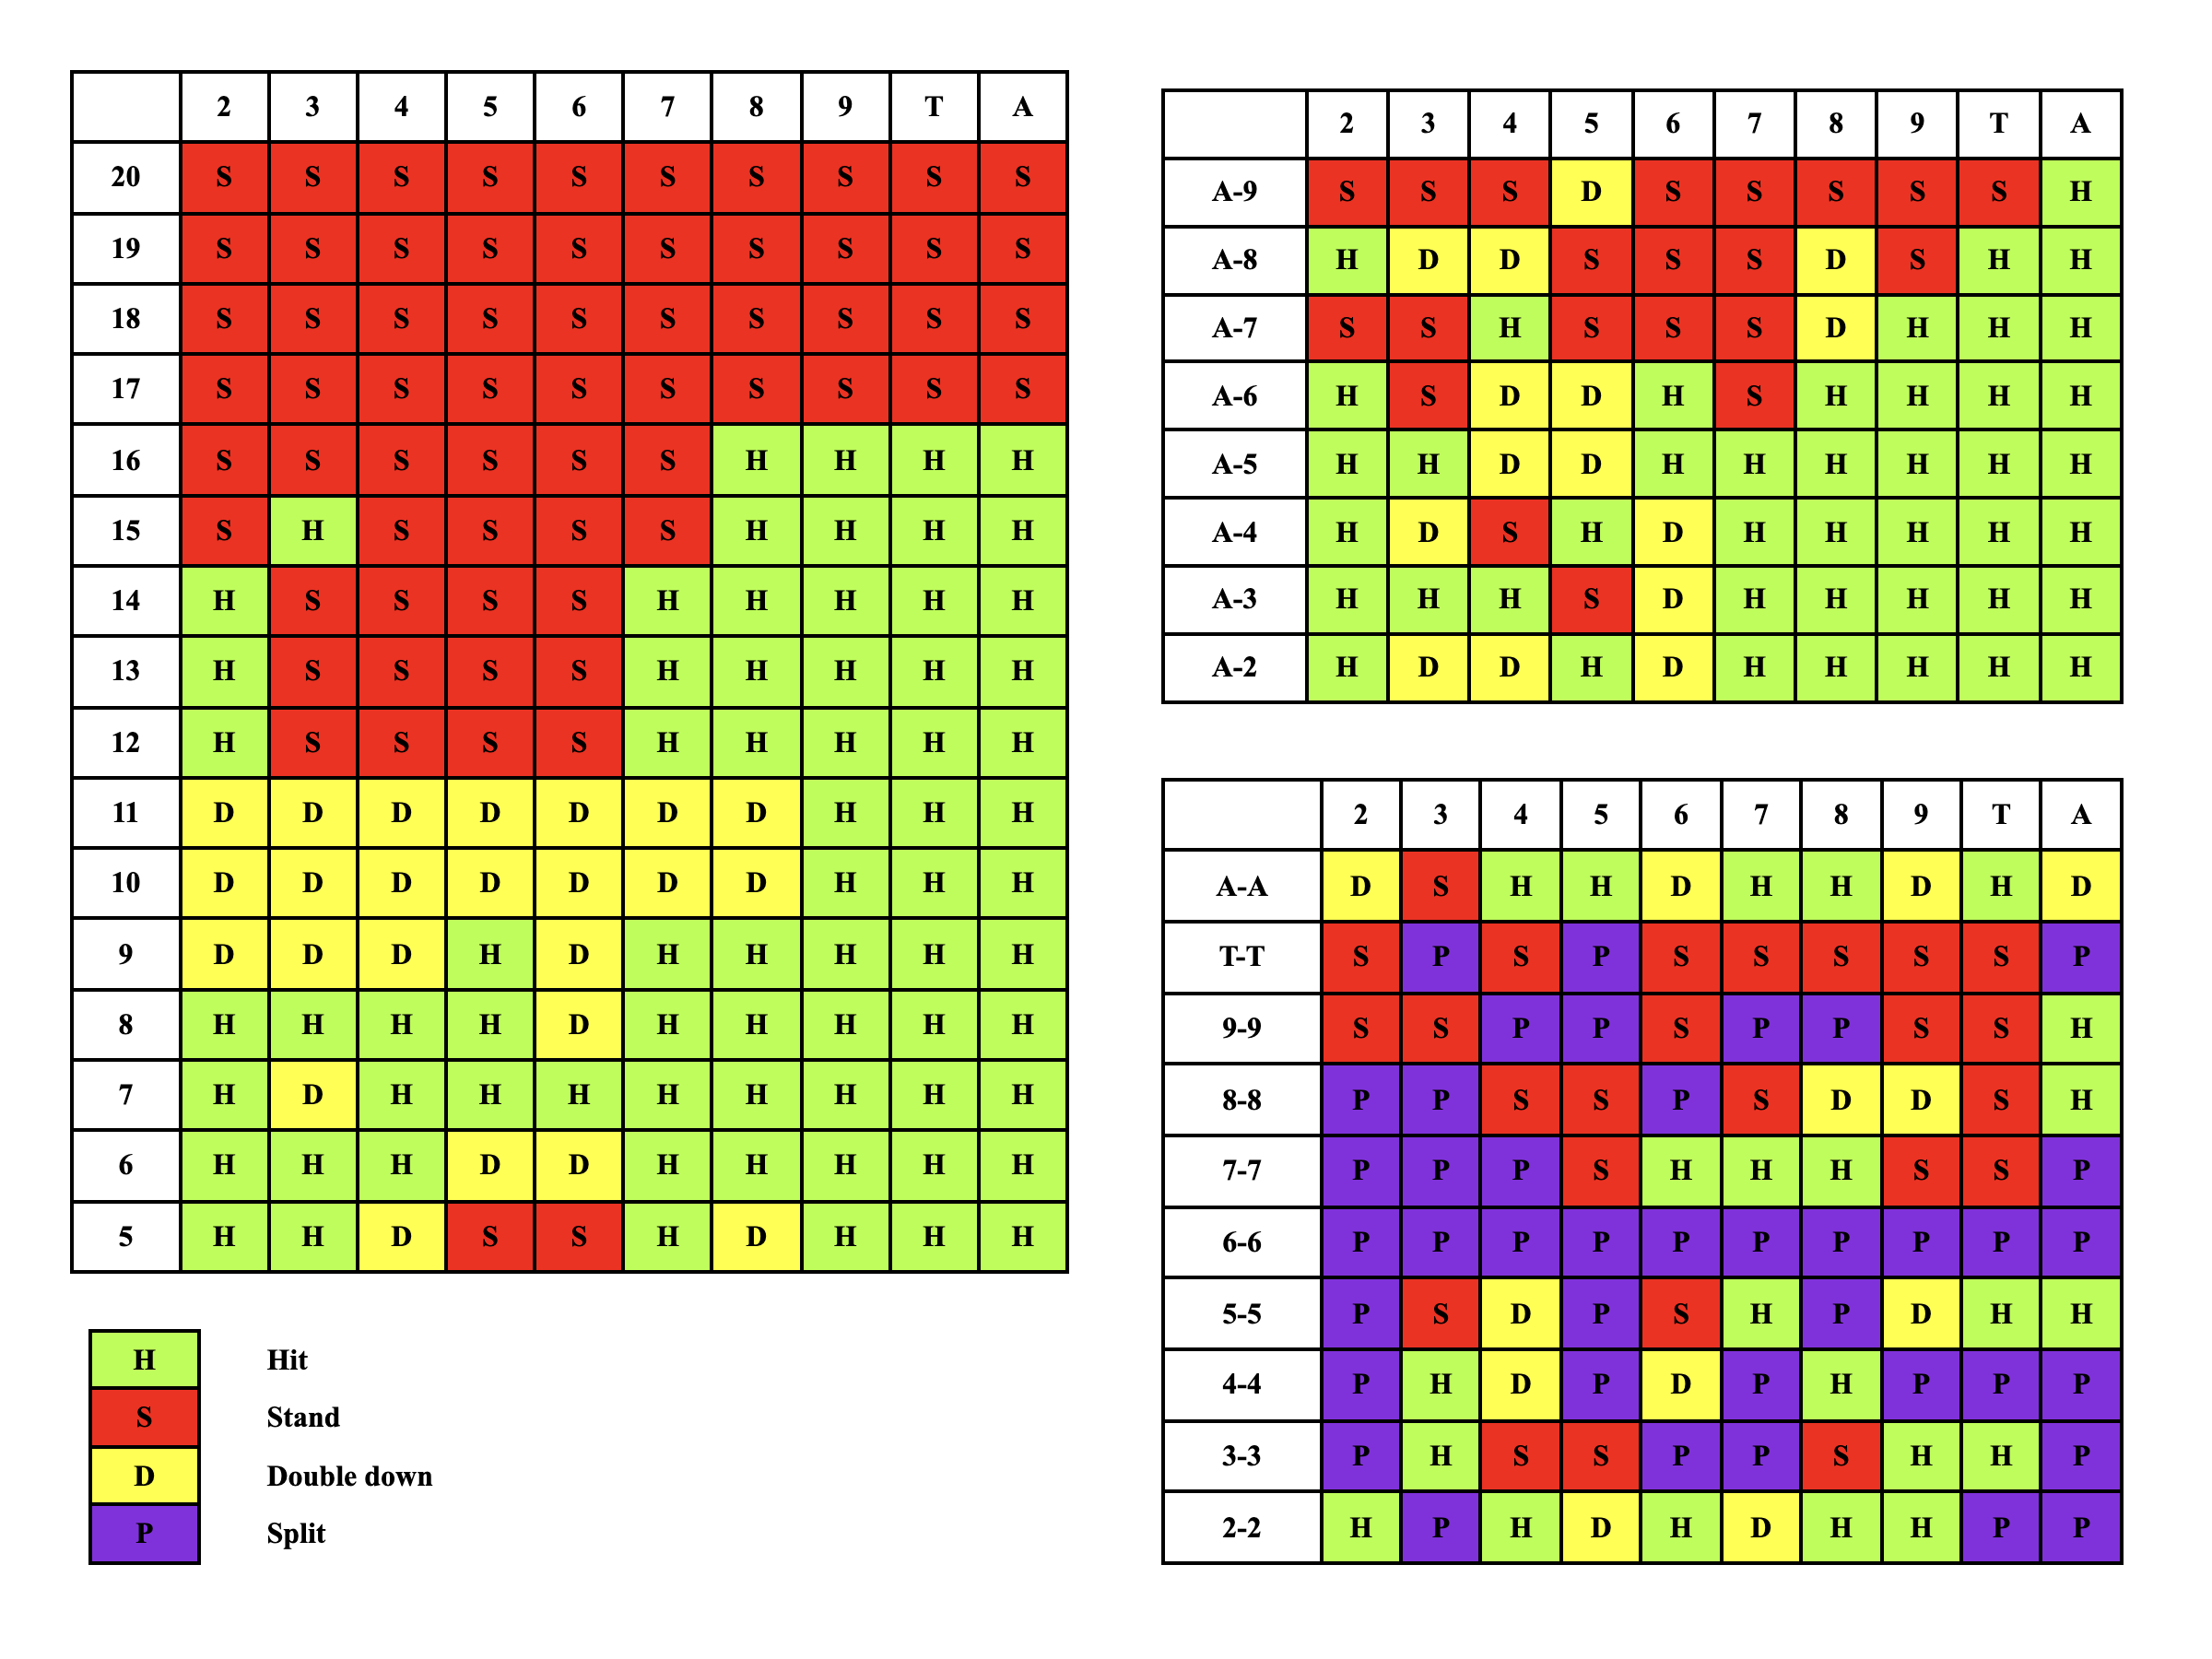 2 3 4 5 6 7 8 9 T A
20 S S S S S S S S S S
19 S S S S S S S S S S
18 S S S S S S S S S S
17 S S S S S S S S S S
16 S S S S S S H H H H
15 S H S S S S H H H H
14 H S S S S H H H H H
13 H S S S S H H H H H
12 H S S S S H H H H H
11 D D D D D D D H H H
10 D D D D D D D H H H
9 D D D H D H H H H H
8 H H H H D H H H H H
7 H D H H H H H H H H
6 H H H D D H H H H H
5 H H D S S H D H H H
H Hit
S Stand
D Double down
P Split
2 3 4 5 6 7 8 9 T A
A-9 S S S D S S S S S H
A-8 H D D S S S D S H H
A-7 S S H S S S D H H H
A-6 H S D D H S H H H H
A-5 H H D D H H H H H H
A-4 H D S H D H H H H H
A-3 H H H S D H H H H H
A-2 H D D H D H H H H H
2 3 4 5 6 7 8 9 T A
A-A D S H H D H H D H D
T-T S P S P S S S S S P
9-9 S S P P S P P S S H
8-8 P P S S P S D D S H
7-7 P P P S H H H S S P
6-6 P P P P P P P P P P
5-5 P S D P S H P D H H
4-4 P H D P D P H P P P
3-3 P H S S P P S H H P
2-2 H P H D H D H H P P